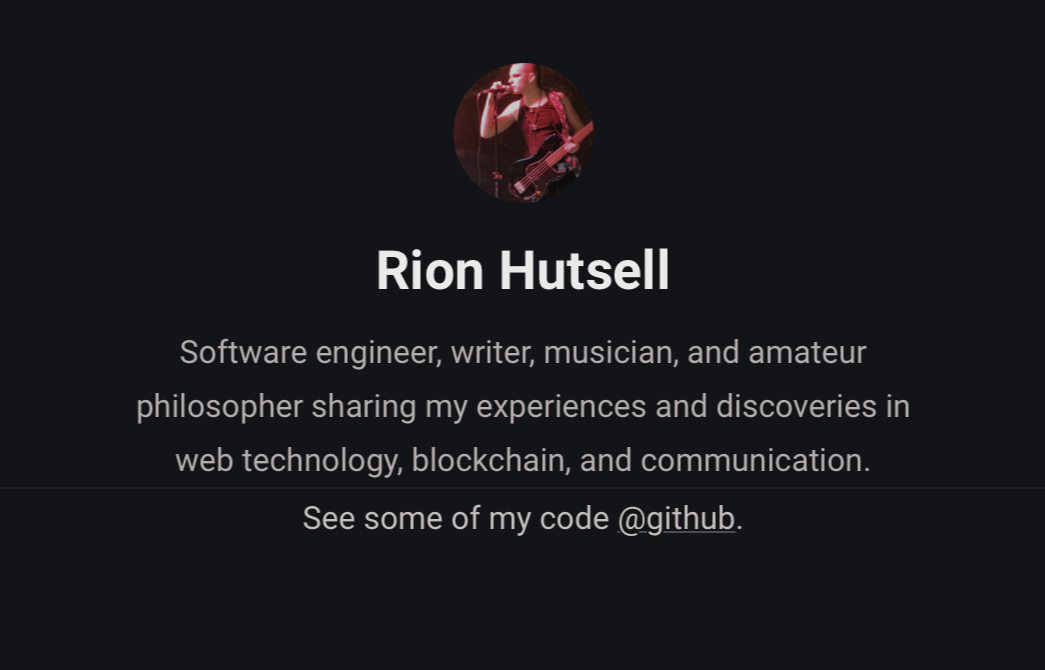 Rion Hutsell
Software engineer, writer, musician, and amateur
philosopher sharing my experiences and discoveries in
web technology, blockchain, and communication.
See some of my code @github.